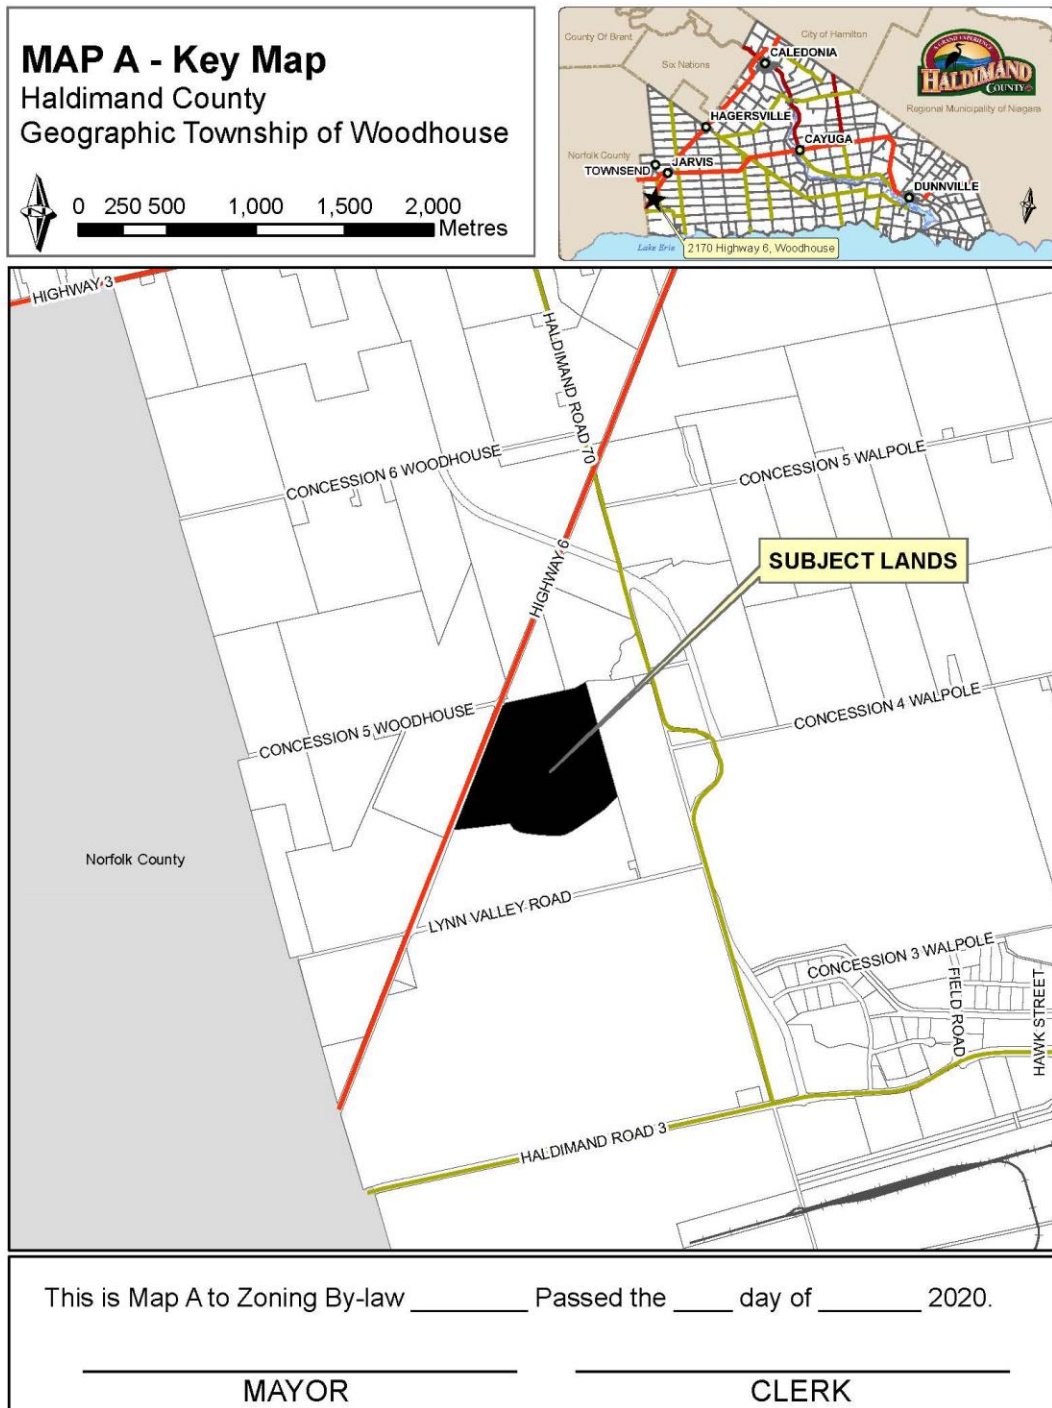 MAP A - Key Map
Haldimand County
Geographic Township of Woodhouse
0 250 500 1,000 1,500 2,000
Metres
County Of Brant
City of Hamilton
Six Nations
CALEDONIA
A GRAND EXPERIENCE
HALDIMAND
COUNTY
Regional Municipality of Niagara
HAGERSVILLE
CAYUGA
Norfolk County
TOWNSEND
JARVIS
DUNNVILLE
Lake Erie
2170 Highway 6, Woodhouse
HIGHWAY 3
HALDIMAND ROAD 70
CONCESSION 6 WOODHOUSE
CONCESSION 5 WALPOLE
HIGHWAY 6
SUBJECT LANDS
CONCESSION 5 WOODHOUSE
CONCESSION 4 WALPOLE
Norfolk County
LYNN VALLEY ROAD
CONCESSION 3 WALPOLE
FIELD ROAD
HAWK STREET
HALDIMAND ROAD 3
This is Map A to Zoning By-law _________ Passed the ____ day of ________ 2020.
MAYOR
CLERK